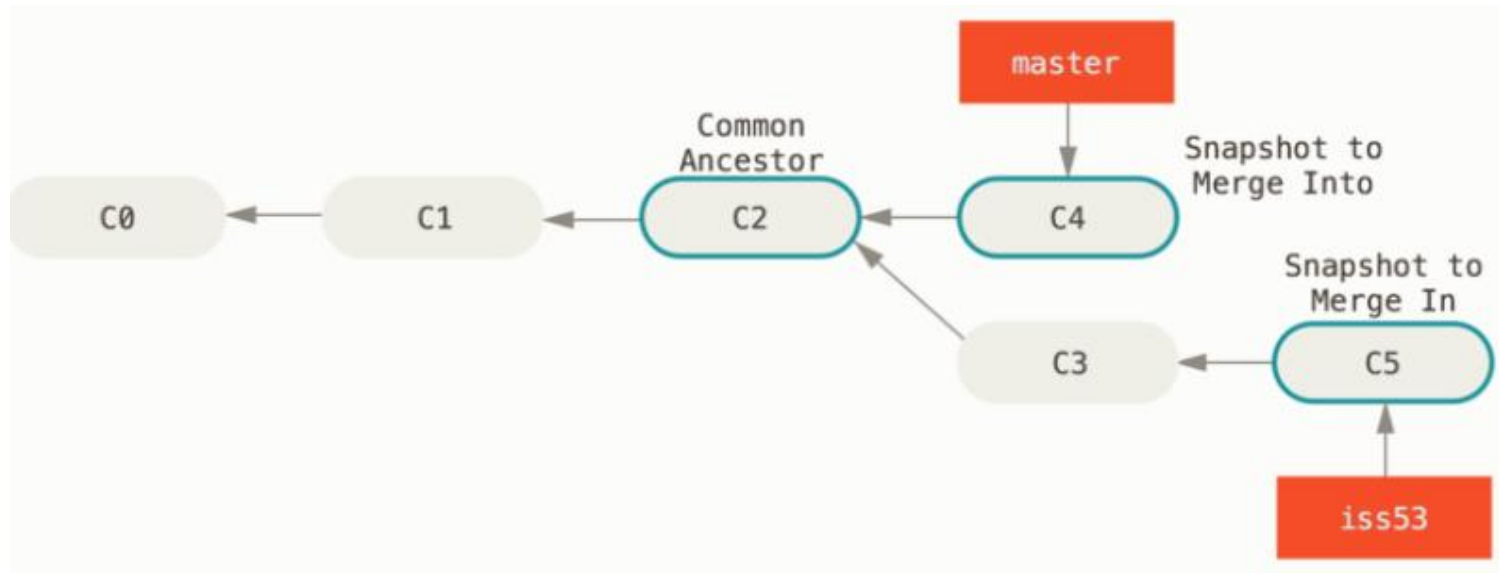 master
Common
Ancestor
Snapshot to
Merge Into
C0
C1
C2
C4
Snapshot to
Merge In
C3
C5
iss53